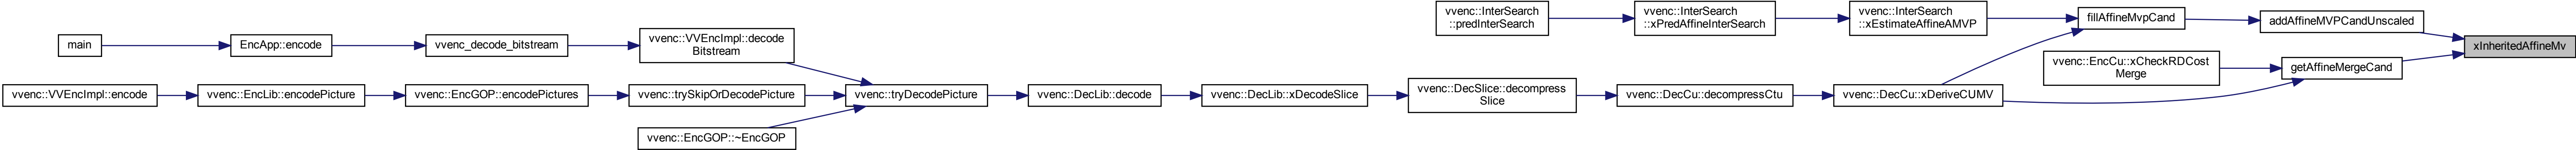 vvenc::InterSearch
::predInterSearch
vvenc::InterSearch
::xPredAffineInterSearch
vvenc::InterSearch
::xEstimateAffineAMVP
fillAffineMvpCand
addAffineMVPCandUnscaled
xInheritedAffineMv
main
EncApp::encode
vvenc_decode_bitstream
vvenc::VVEncImpl::decode
Bitstream
vvenc::EncCu::xCheckRDCost
Merge
getAffineMergeCand
vvenc::VVEncImpl::encode
vvenc::EncLib::encodePicture
vvenc::EncGOP::encodePictures
vvenc::trySkipOrDecodePicture
vvenc::tryDecodePicture
vvenc::DecLib::decode
vvenc::DecLib::xDecodeSlice
vvenc::DecSlice::decompress
Slice
vvenc::DecCu::decompressCtu
vvenc::DecCu::xDeriveCUMV
vvenc::EncGOP::~EncGOP